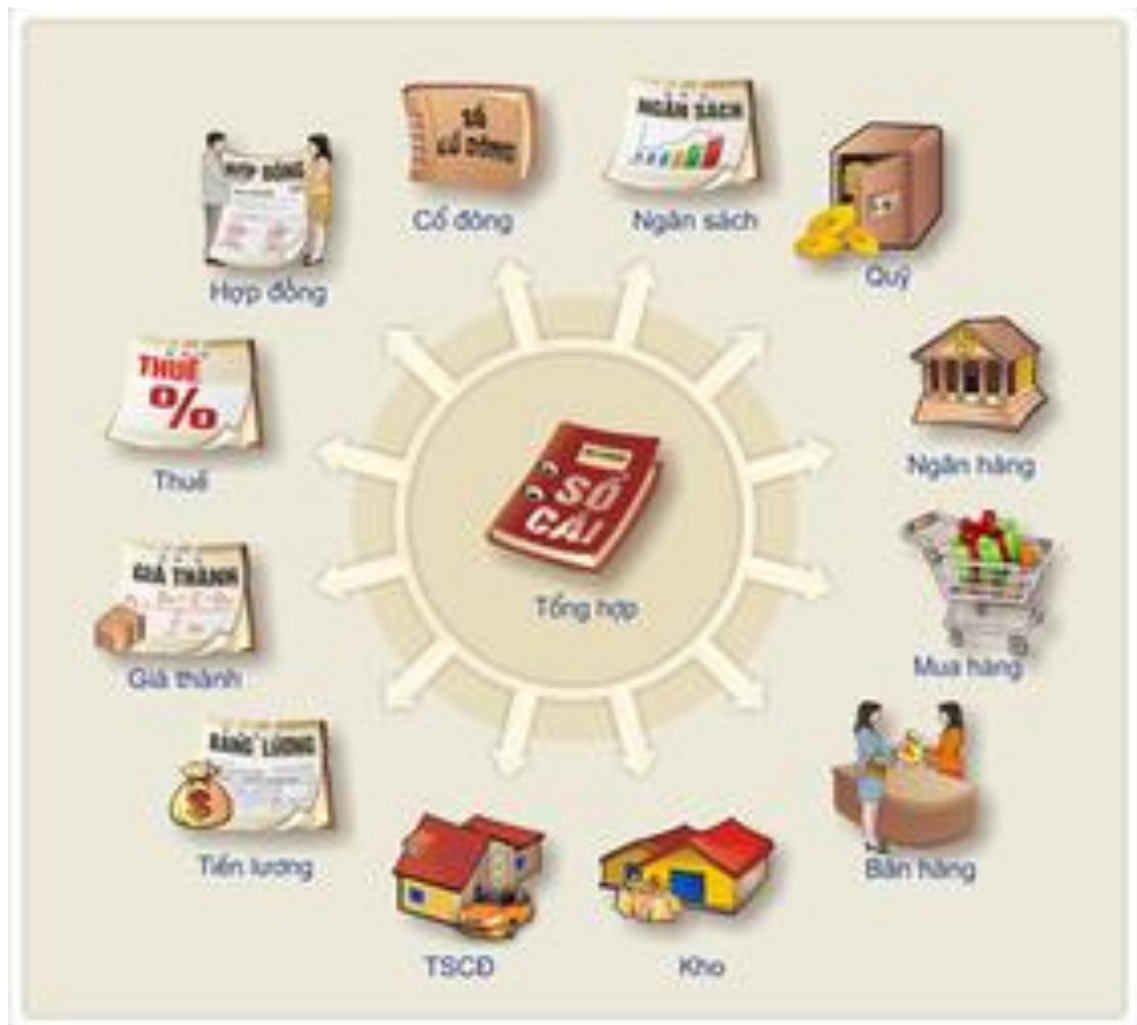 SỔ
CỔ ĐÔNG
Cổ đông
NGÂN SÁCH
Ngân sách
Quỹ
HỢP ĐỒNG
Hợp đồng
THUẾ
%
Thuế
Ngân hàng
SỔ
CÁI
Tổng hợp
GIÁ THÀNH
Giá thành
Mua hàng
BẢNG LƯƠNG
$
Tiền lương
Bán hàng
TSCĐ
Kho